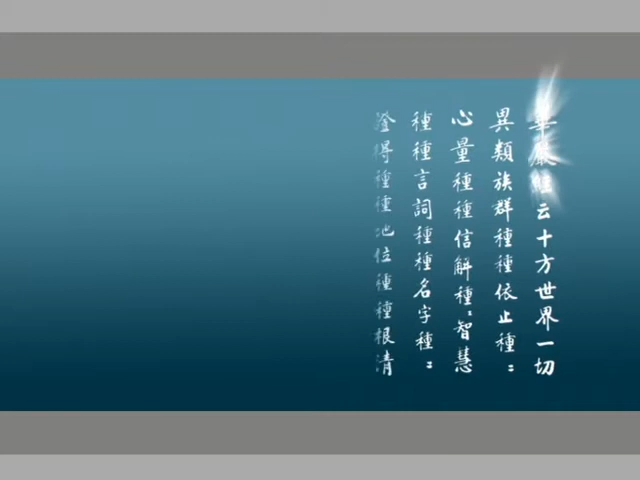 華嚴經云十方世界一切
異類族群種種依止種〻
心量種種信解種〻智慧
種種言詞種種名字種〻
證得種種地位種種根清